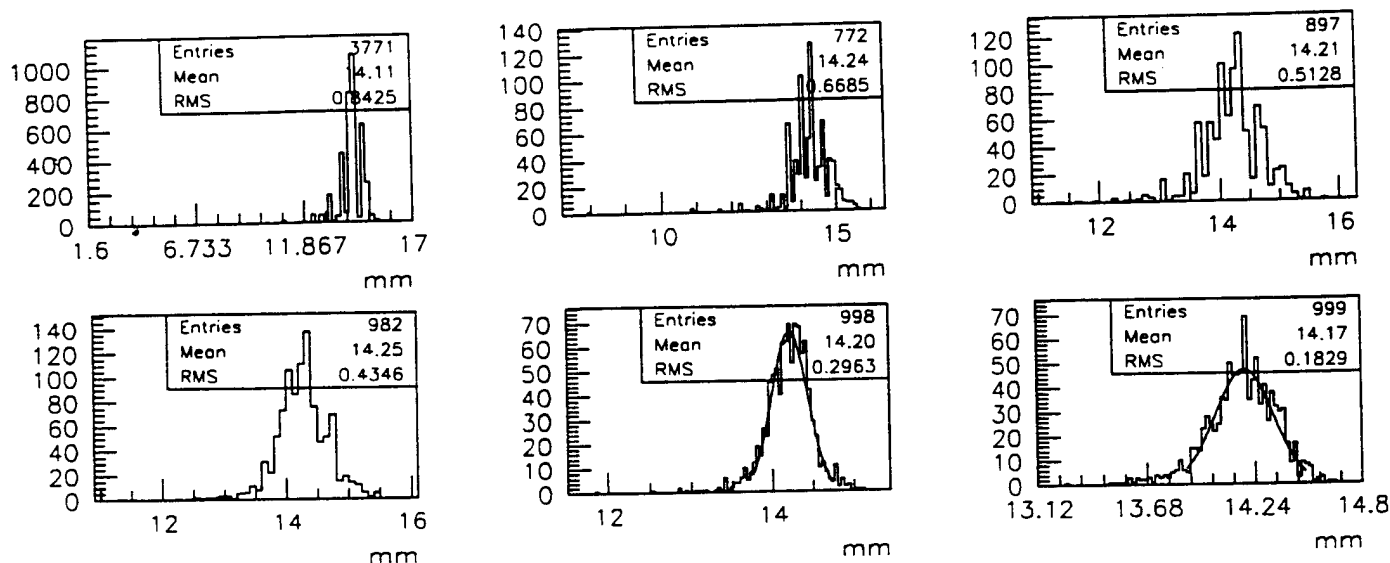 Entries 3771
Mean 4.11
RMS 0.8425
1000
800
600
400
200
0
1.6 6.733 11.867 17
mm
Entries 772
Mean 14.24
RMS 0.6685
140
120
100
80
60
40
20
0
10 15
mm
Entries 897
Mean 14.21
RMS 0.5128
120
100
80
60
40
20
0
12 14 16
mm
Entries 982
Mean 14.25
RMS 0.4346
140
120
100
80
60
40
20
0
12 14 16
mm
Entries 998
Mean 14.20
RMS 0.2963
70
60
50
40
30
20
10
0
12 14
mm
Entries 999
Mean 14.17
RMS 0.1829
70
60
50
40
30
20
10
0
13.12 13.68 14.24 14.8
mm